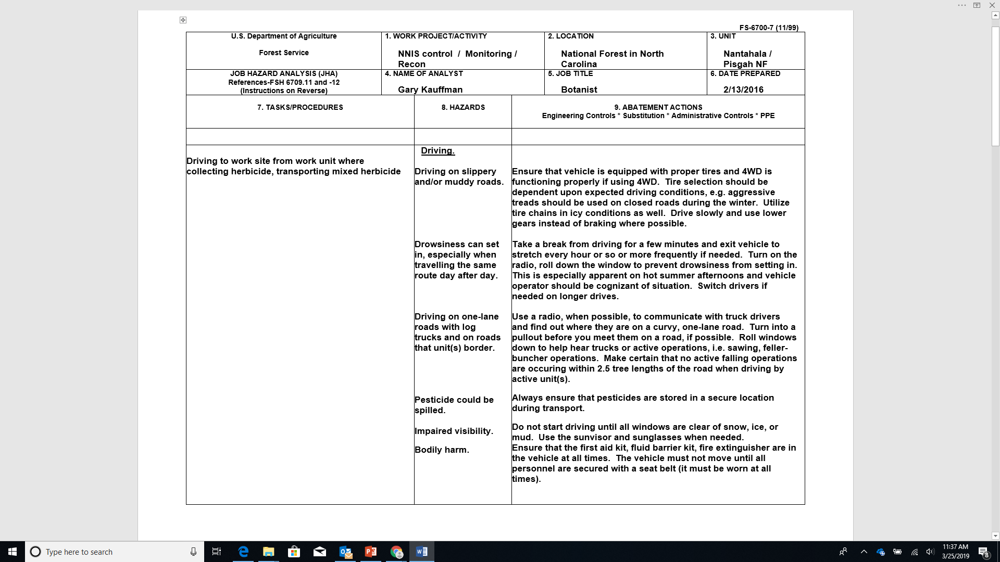 FS-6700-7 (11/99)
U.S. Department of Agriculture
Forest Service
1. WORK PROJECT/ACTIVITY
NNIS control / Monitoring /
Recon
2. LOCATION
National Forest in North
Carolina
3. UNIT
Nantahala /
Pisgah NF
JOB HAZARD ANALYSIS (JHA)
References-FSH 6709.11 and -12
(Instructions on Reverse)
4. NAME OF ANALYST
Gary Kauffman
5. JOB TITLE
Botanist
6. DATE PREPARED
2/13/2016
7. TASKS/PROCEDURES
8. HAZARDS
9. ABATEMENT ACTIONS
Engineering Controls * Substitution * Administrative Controls * PPE
Driving to work site from work unit where
collecting herbicide, transporting mixed herbicide
Driving.
Driving on slippery
and/or muddy roads.
Ensure that vehicle is equipped with proper tires and 4WD is
functioning properly if using 4WD. Tire selection should be
dependent upon expected driving conditions, e.g. aggressive
treads should be used on closed roads during the winter. Utilize
tire chains in icy conditions as well. Drive slowly and use lower
gears instead of braking where possible.
Drowsiness can set
in, especially when
travelling the same
route day after day.
Take a break from driving for a few minutes and exit vehicle to
stretch every hour or so or more frequently if needed. Turn on the
radio, roll down the window to prevent drowsiness from setting in.
This is especially apparent on hot summer afternoons and vehicle
operator should be cognizant of situation. Switch drivers if
needed on longer drives.
Driving on one-lane
roads with log
trucks and on roads
that unit(s) border.
Use a radio, when possible, to communicate with truck drivers
and find out where they are on a curvy, one-lane road. Turn into a
pullout before you meet them on a road, if possible. Roll windows
down to help hear trucks or active operations, i.e. sawing, feller-
buncher operations. Make certain that no active falling operations
are occuring within 2.5 tree lengths of the road when driving by
active unit(s).
Pesticide could be
spilled.
Always ensure that pesticides are stored in a secure location
during transport.
Impaired visibility.
Do not start driving until all windows are clear of snow, ice, or
mud. Use the sunvisor and sunglasses when needed.
Bodily harm.
Ensure that the first aid kit, fluid barrier kit, fire extinguisher are in
the vehicle at all times. The vehicle must not move until all
personnel are secured with a seat belt (it must be worn at all
times).
Type here to search
11:37 AM
3/25/2019
8